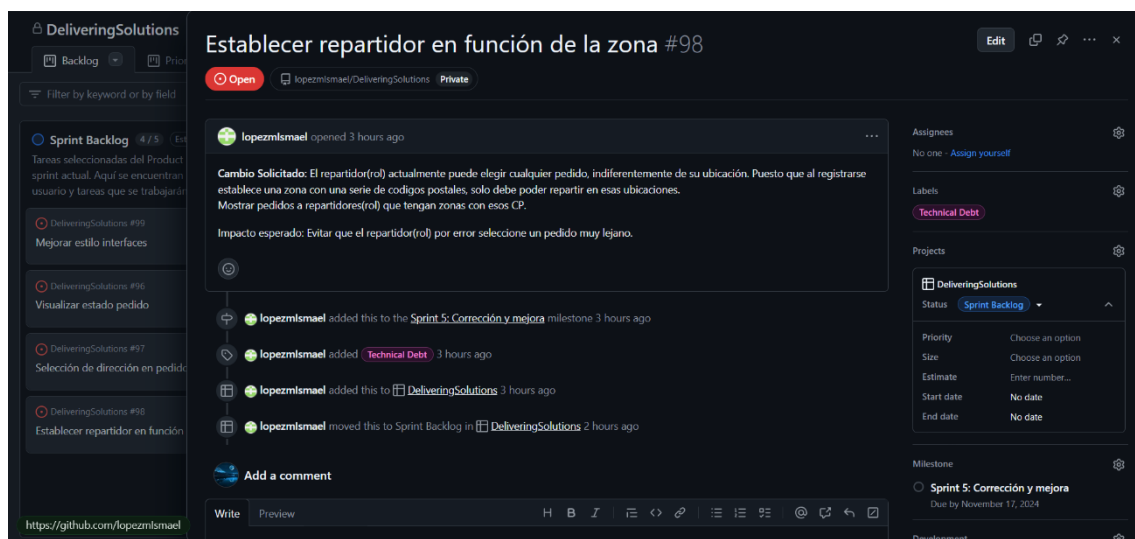 DeliveringSolutions
Backlog
Prior
Filter by keyword or by field
Sprint Backlog 4 / 5 Est
Tareas seleccionadas del Product
sprint actual. Aquí se encuentran
usuario y tareas que se trabajarán
DeliveringSolutions #99
Mejorar estilo interfaces
DeliveringSolutions #96
Visualizar estado pedido
DeliveringSolutions #97
Selección de dirección en pedido
DeliveringSolutions #98
Establecer repartidor en función
https://github.com/lopezmIsmael
Establecer repartidor en función de la zona #98
Edit
Open
lopezmIsmael/DeliveringSolutions Private
lopezmIsmael opened 3 hours ago
Cambio Solicitado: El repartidor(rol) actualmente puede elegir cualquier pedido, indiferentemente de su ubicación. Puesto que al registrarse
establece una zona con una serie de codigos postales, solo debe poder repartir en esas ubicaciones.
Mostrar pedidos a repartidores(rol) que tengan zonas con esos CP.
Impacto esperado: Evitar que el repartidor(rol) por error seleccione un pedido muy lejano.
lopezmIsmael added this to the Sprint 5: Corrección y mejora milestone 3 hours ago
lopezmIsmael added Technical Debt 3 hours ago
lopezmIsmael added this to DeliveringSolutions 3 hours ago
lopezmIsmael moved this to Sprint Backlog in DeliveringSolutions 2 hours ago
Add a comment
Write Preview
H B I
Assignees
No one - Assign yourself
Labels
Technical Debt
Projects
DeliveringSolutions
Status Sprint Backlog
Priority Choose an option
Size Choose an option
Estimate Enter number...
Start date No date
End date No date
Milestone
Sprint 5: Corrección y mejora
Due by November 17, 2024
Development